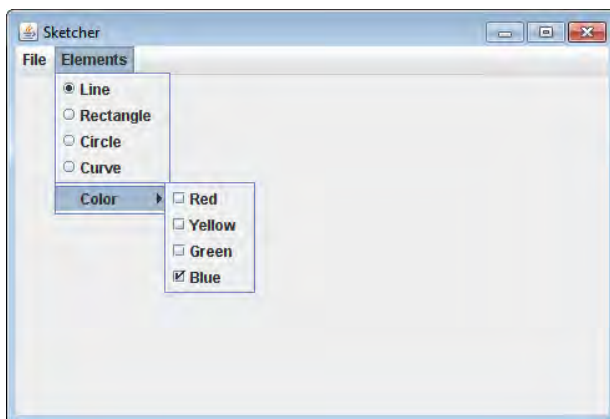 Sketcher
File Elements
Line
Rectangle
Circle
Curve
Color
Red
Yellow
Green
Blue